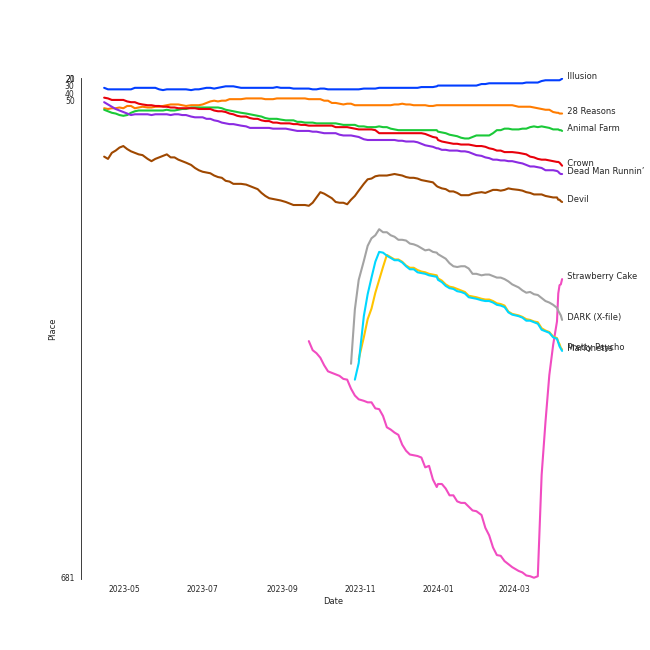 20
30
40
50
681
Place
Illusion
28 Reasons
Animal Farm
Crown
Dead Man Runnin'
Devil
Strawberry Cake
DARK (X-file)
Pretty Psycho
2023-05
2023-07
2023-09
2023-11
2024-01
2024-03
Date